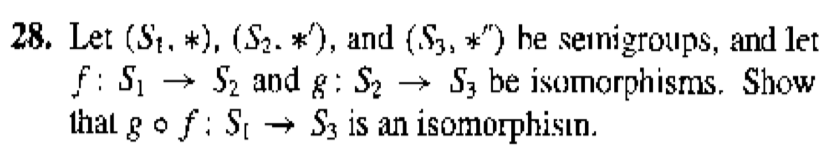 28. Let (S₁, *), (S₂, *′), and (S₃, *″) be semigroups, and let
f : S₁ → S₂ and g : S₂ → S₃ be isomorphisms. Show
that g ∘ f : S₁ → S₃ is an isomorphism.